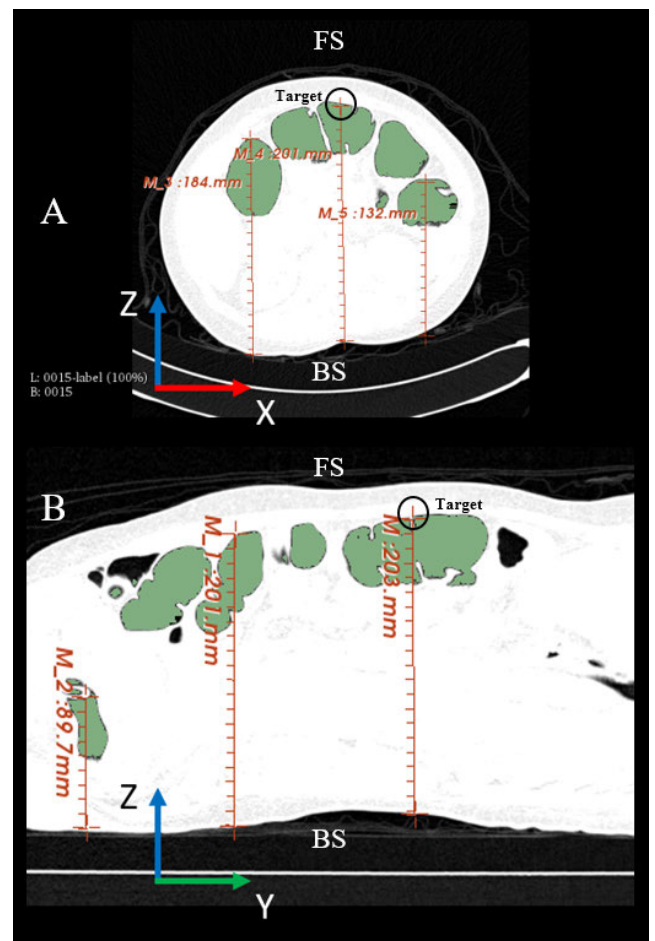 FS
Target
M_4 :201.mm
M_3 :184.mm
M_5 :132.mm
A
Z
BS
L: 0015-label (100%)
B: 0015
X
FS
B
Target
M_1 :201.mm
M :203.mm
M_2 :89.7mm
Z
BS
Y